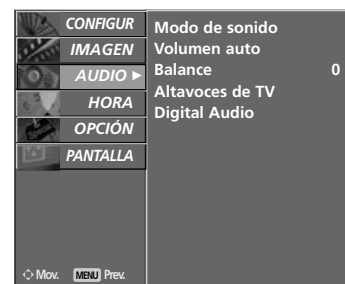 CONFIGUR
IMAGEN
AUDIO ►
HORA
OPCIÓN
PANTALLA
Mov. MENU Prev.
Modo de sonido
Volumen auto
Balance 0
Altavoces de TV
Digital Audio